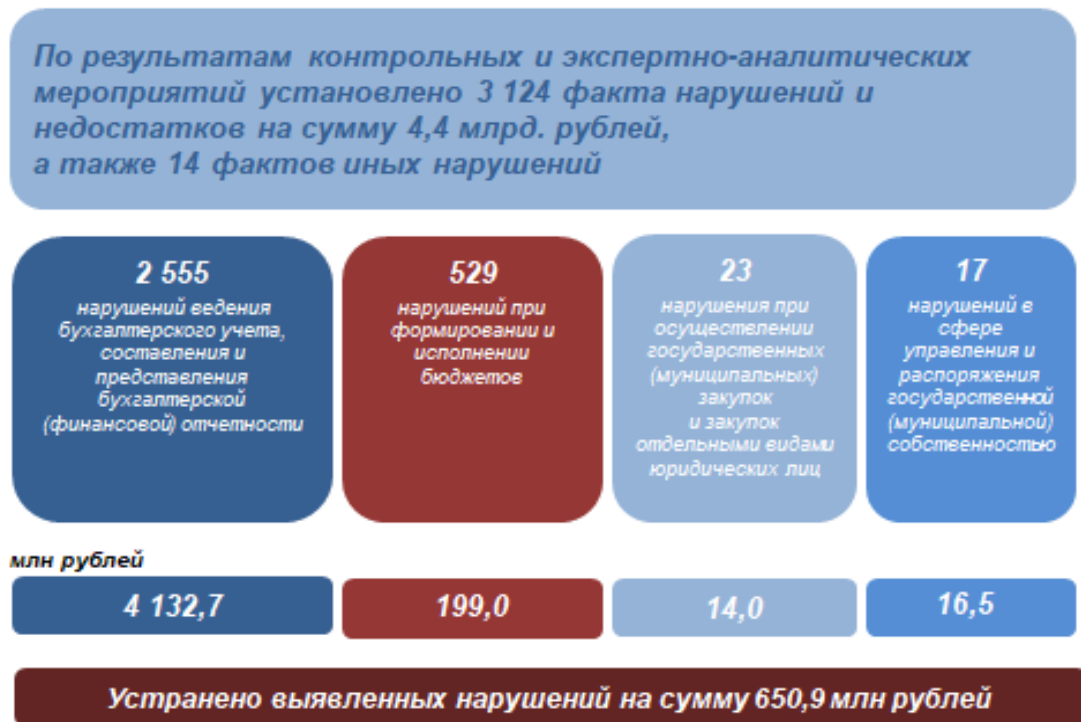 По результатам контрольных и экспертно-аналитических
мероприятий установлено 3 124 факта нарушений и
недостатков на сумму 4,4 млрд. рублей,
а также 14 фактов иных нарушений
2 555
нарушений ведения
бухгалтерского учета,
составления и
представления
бухгалтерской
(финансовой) отчетности
529
нарушений при
формировании и
исполнении
бюджетов
23
нарушения при
осуществлении
государственных
(муниципальных)
закупок
и закупок
отдельными видами
юридических лиц
17
нарушений в
сфере
управления и
распоряжения
государственной
(муниципальной)
собственностью
млн рублей
4 132,7
199,0
14,0
16,5
Устранено выявленных нарушений на сумму 650,9 млн рублей